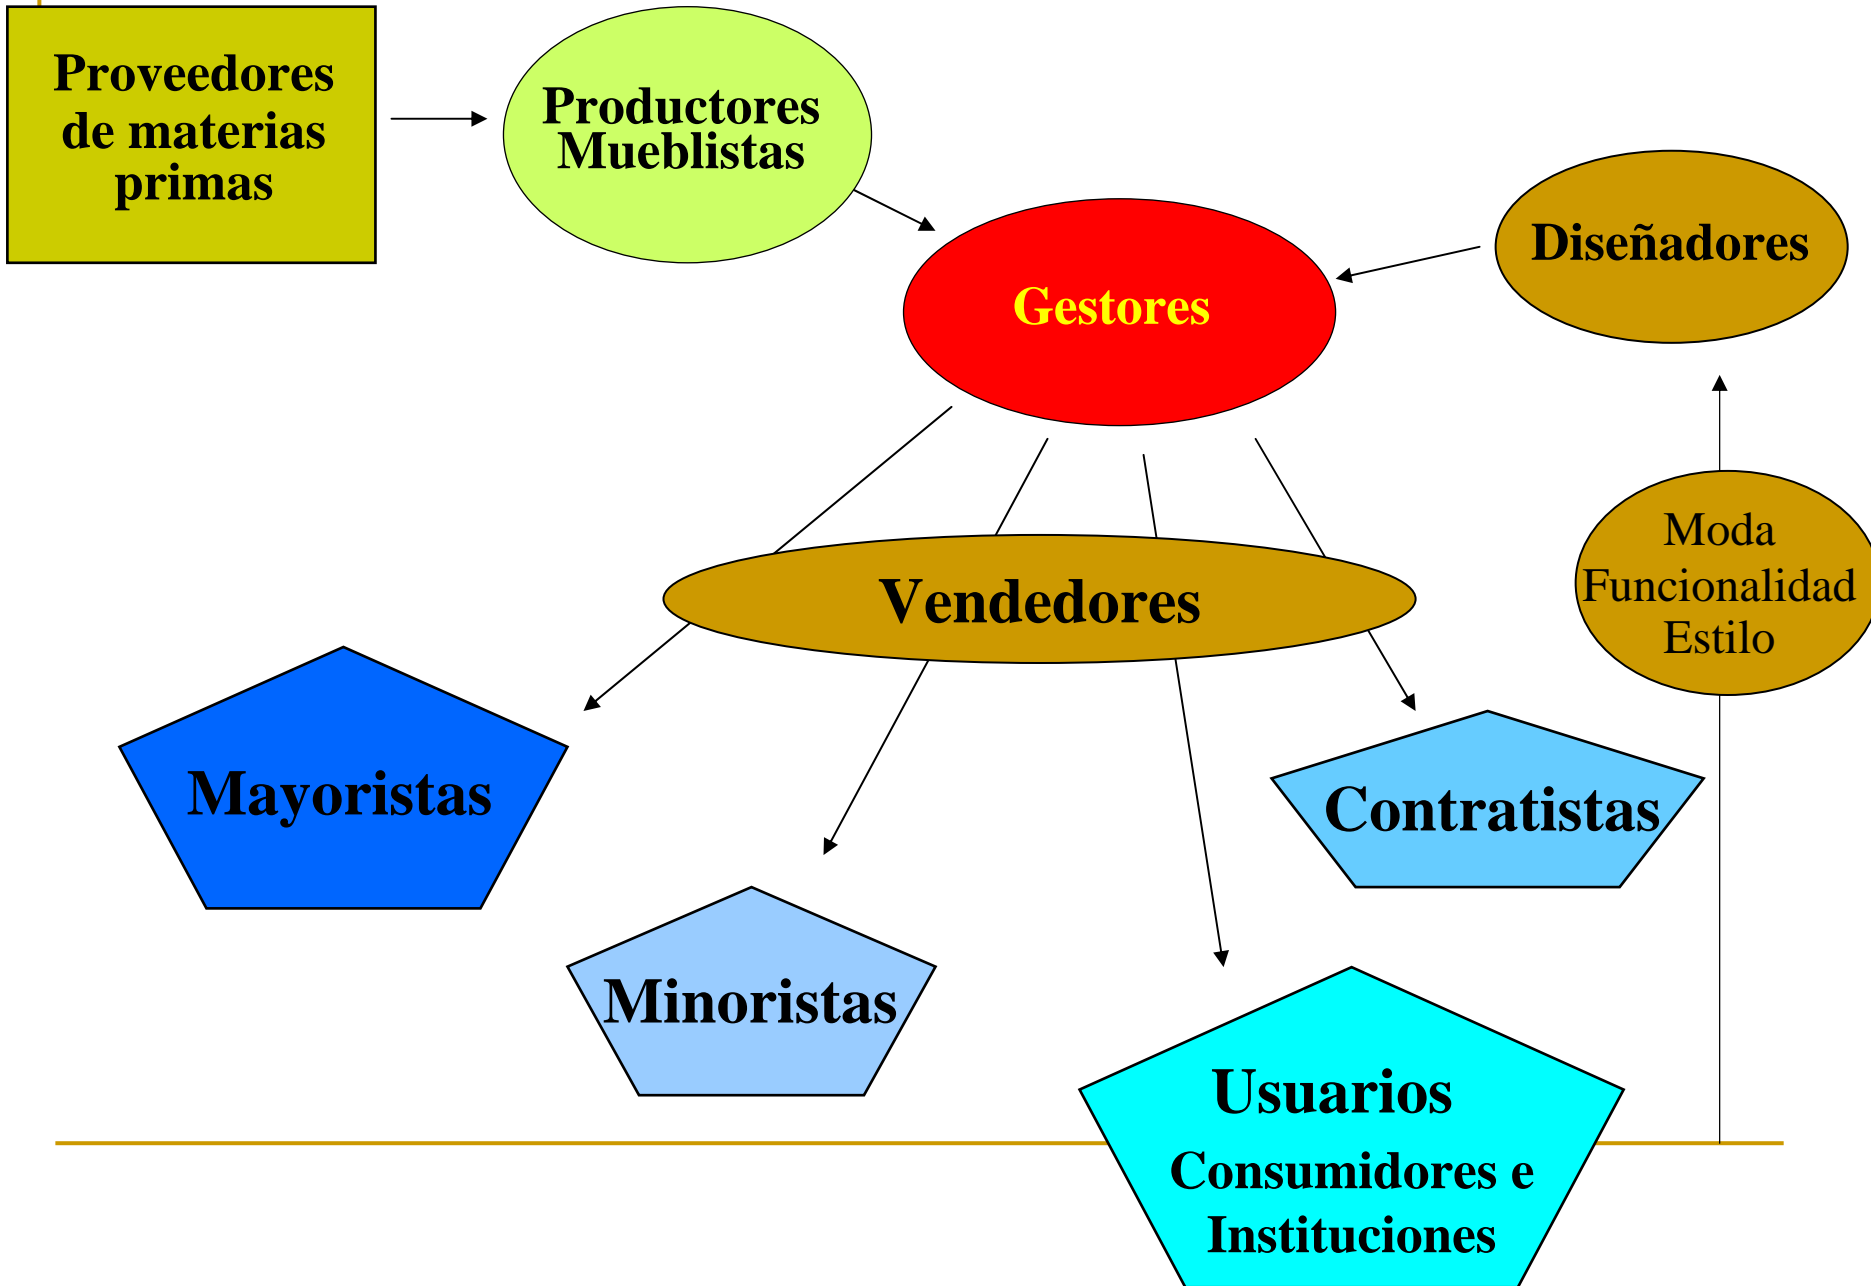 Proveedores
de materias
primas
Productores
Mueblistas
Diseñadores
Gestores
Moda
Funcionalidad
Estilo
Vendedores
Mayoristas
Contratistas
Minoristas
Usuarios
Consumidores e
Instituciones